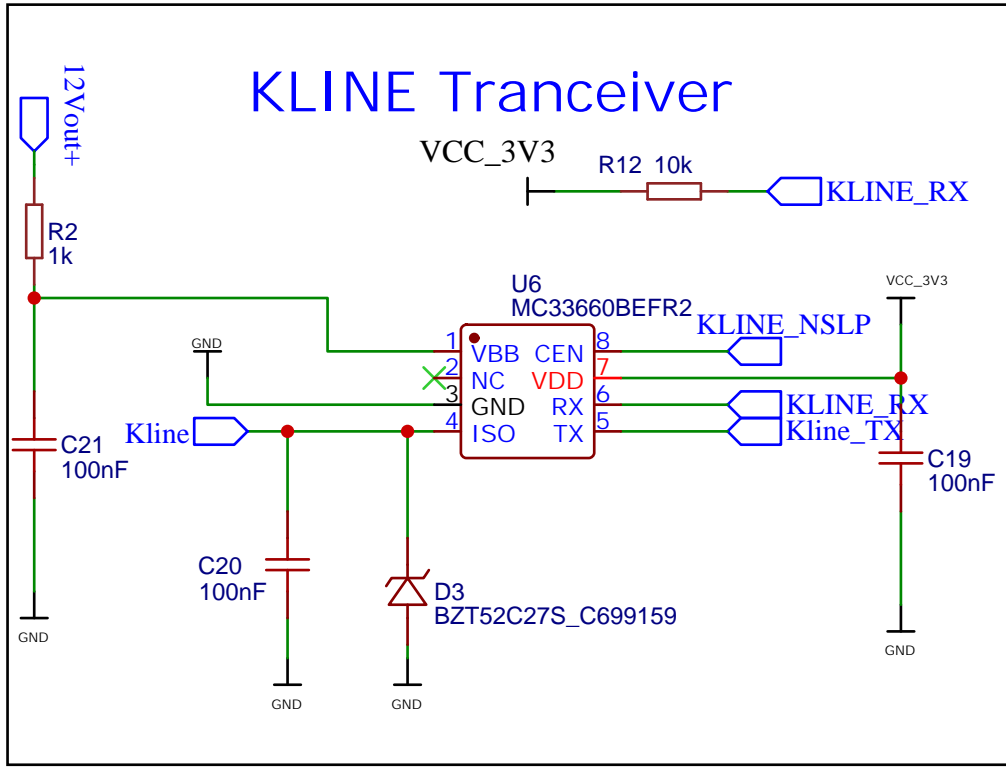 KLINE Tranceiver
12Vout+
VCC_3V3
R12 10k
KLINE_RX
R2
1k
U6
MC33660BEFR2
VCC_3V3
KLINE_NSLP
GND
1 VBB CEN 8
2 NC VDD 7
3 GND RX 6
4 ISO TX 5
KLINE_RX
Kline_TX
Kline
C21
100nF
C19
100nF
C20
100nF
D3
BZT52C27S_C699159
GND
GND
GND
GND